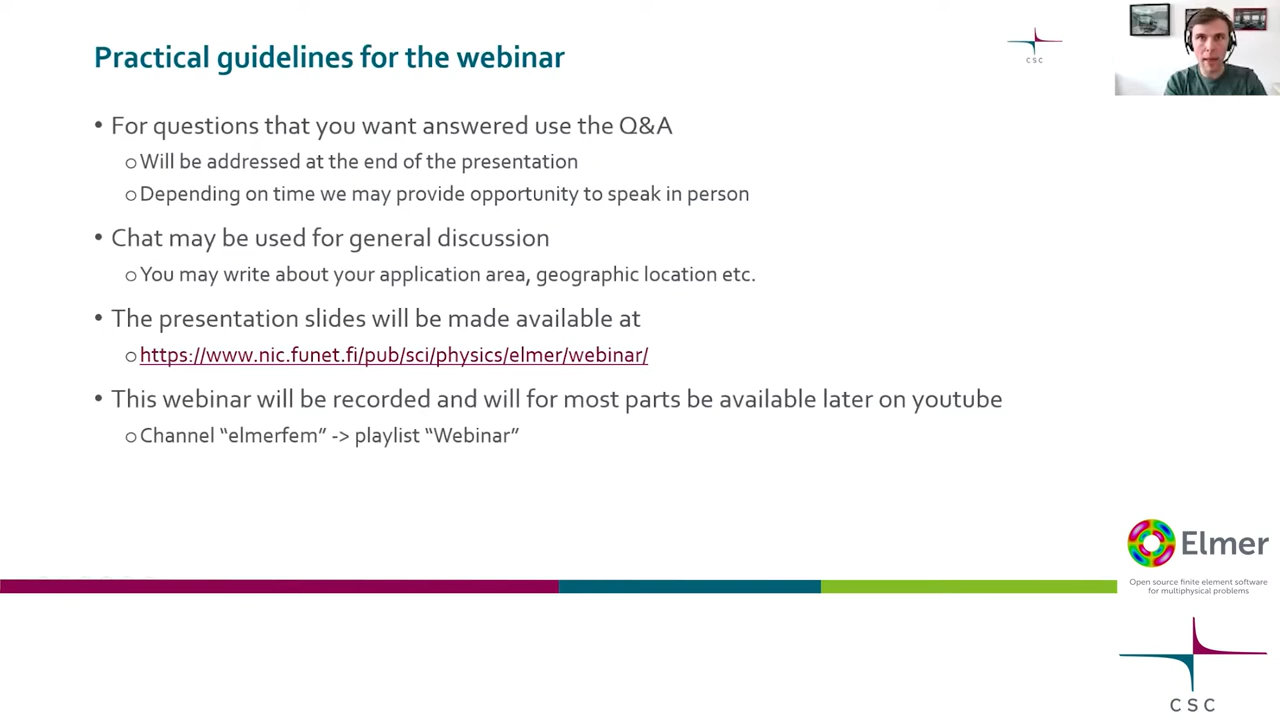 Practical guidelines for the webinar
CSC
• For questions that you want answered use the Q&A
o Will be addressed at the end of the presentation
o Depending on time we may provide opportunity to speak in person
• Chat may be used for general discussion
o You may write about your application area, geographic location etc.
• The presentation slides will be made available at
o https://www.nic.funet.fi/pub/sci/physics/elmer/webinar/
• This webinar will be recorded and will for most parts be available later on youtube
o Channel “elmerfem” -> playlist “Webinar”
Elmer
Open source finite element software
for multiphysical problems
CSC